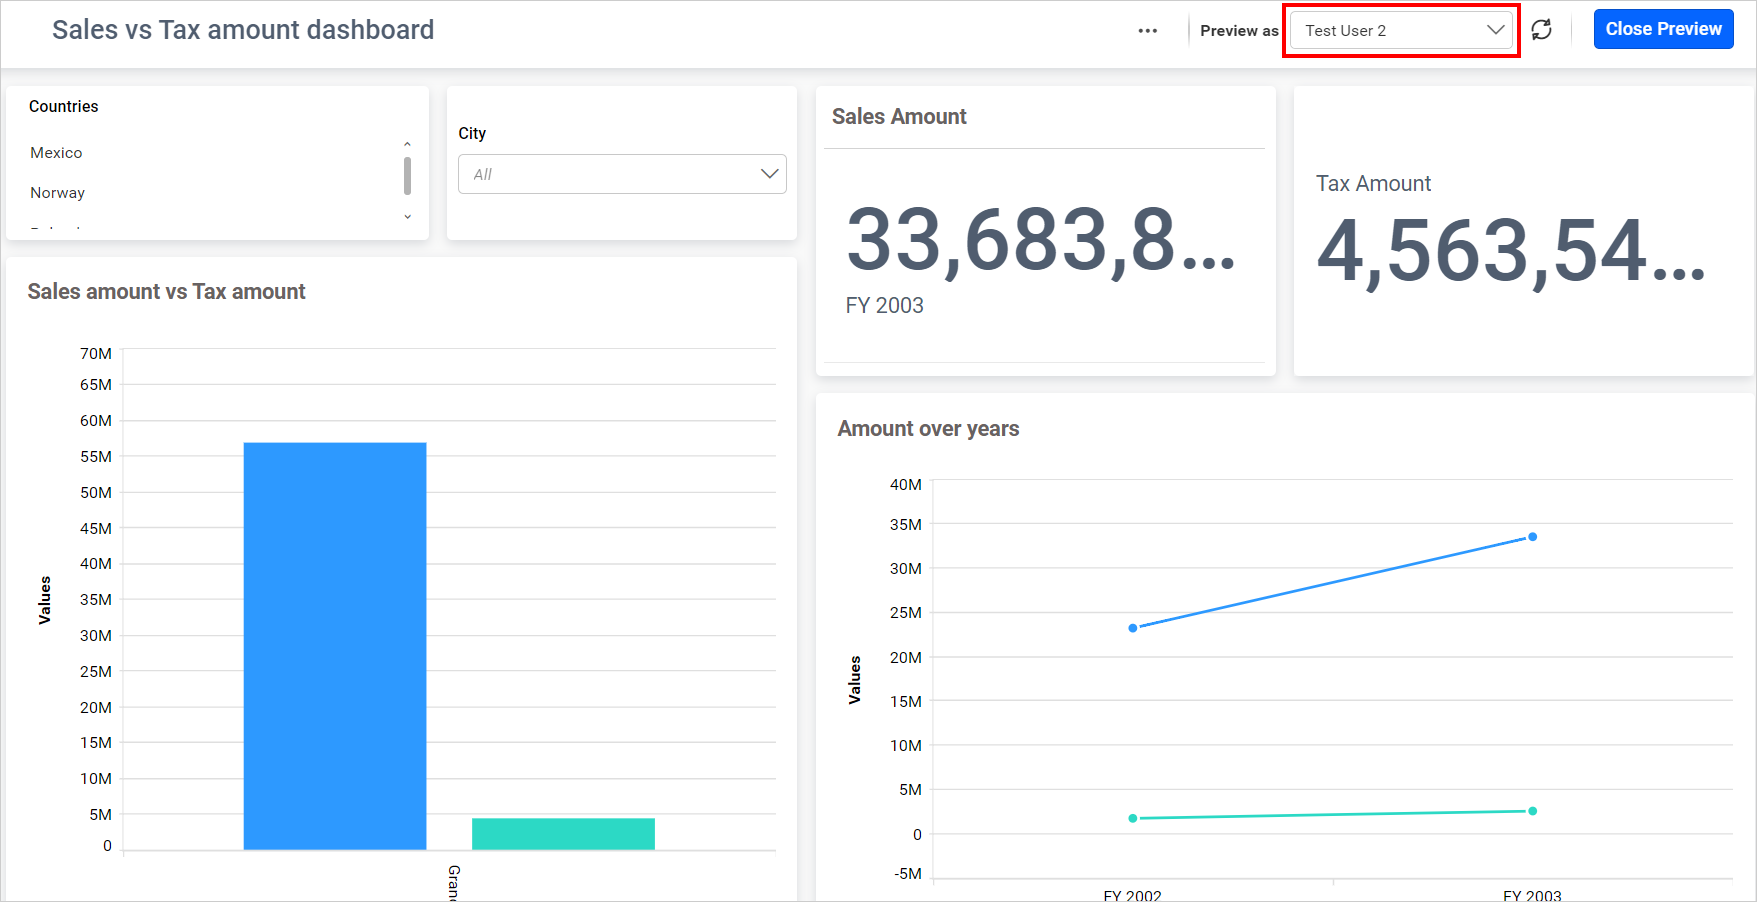 Sales vs Tax amount dashboard
Preview as
Test User 2
Close Preview
Countries
Mexico
Norway
City
All
Sales Amount
33,683,8...
FY 2003
Tax Amount
4,563,54...
Sales amount vs Tax amount
70M
65M
60M
55M
50M
45M
40M
35M
30M
25M
20M
15M
10M
5M
0
Values
Amount over years
40M
35M
30M
25M
20M
15M
10M
5M
0
-5M
Values
FY 2002
FY 2003